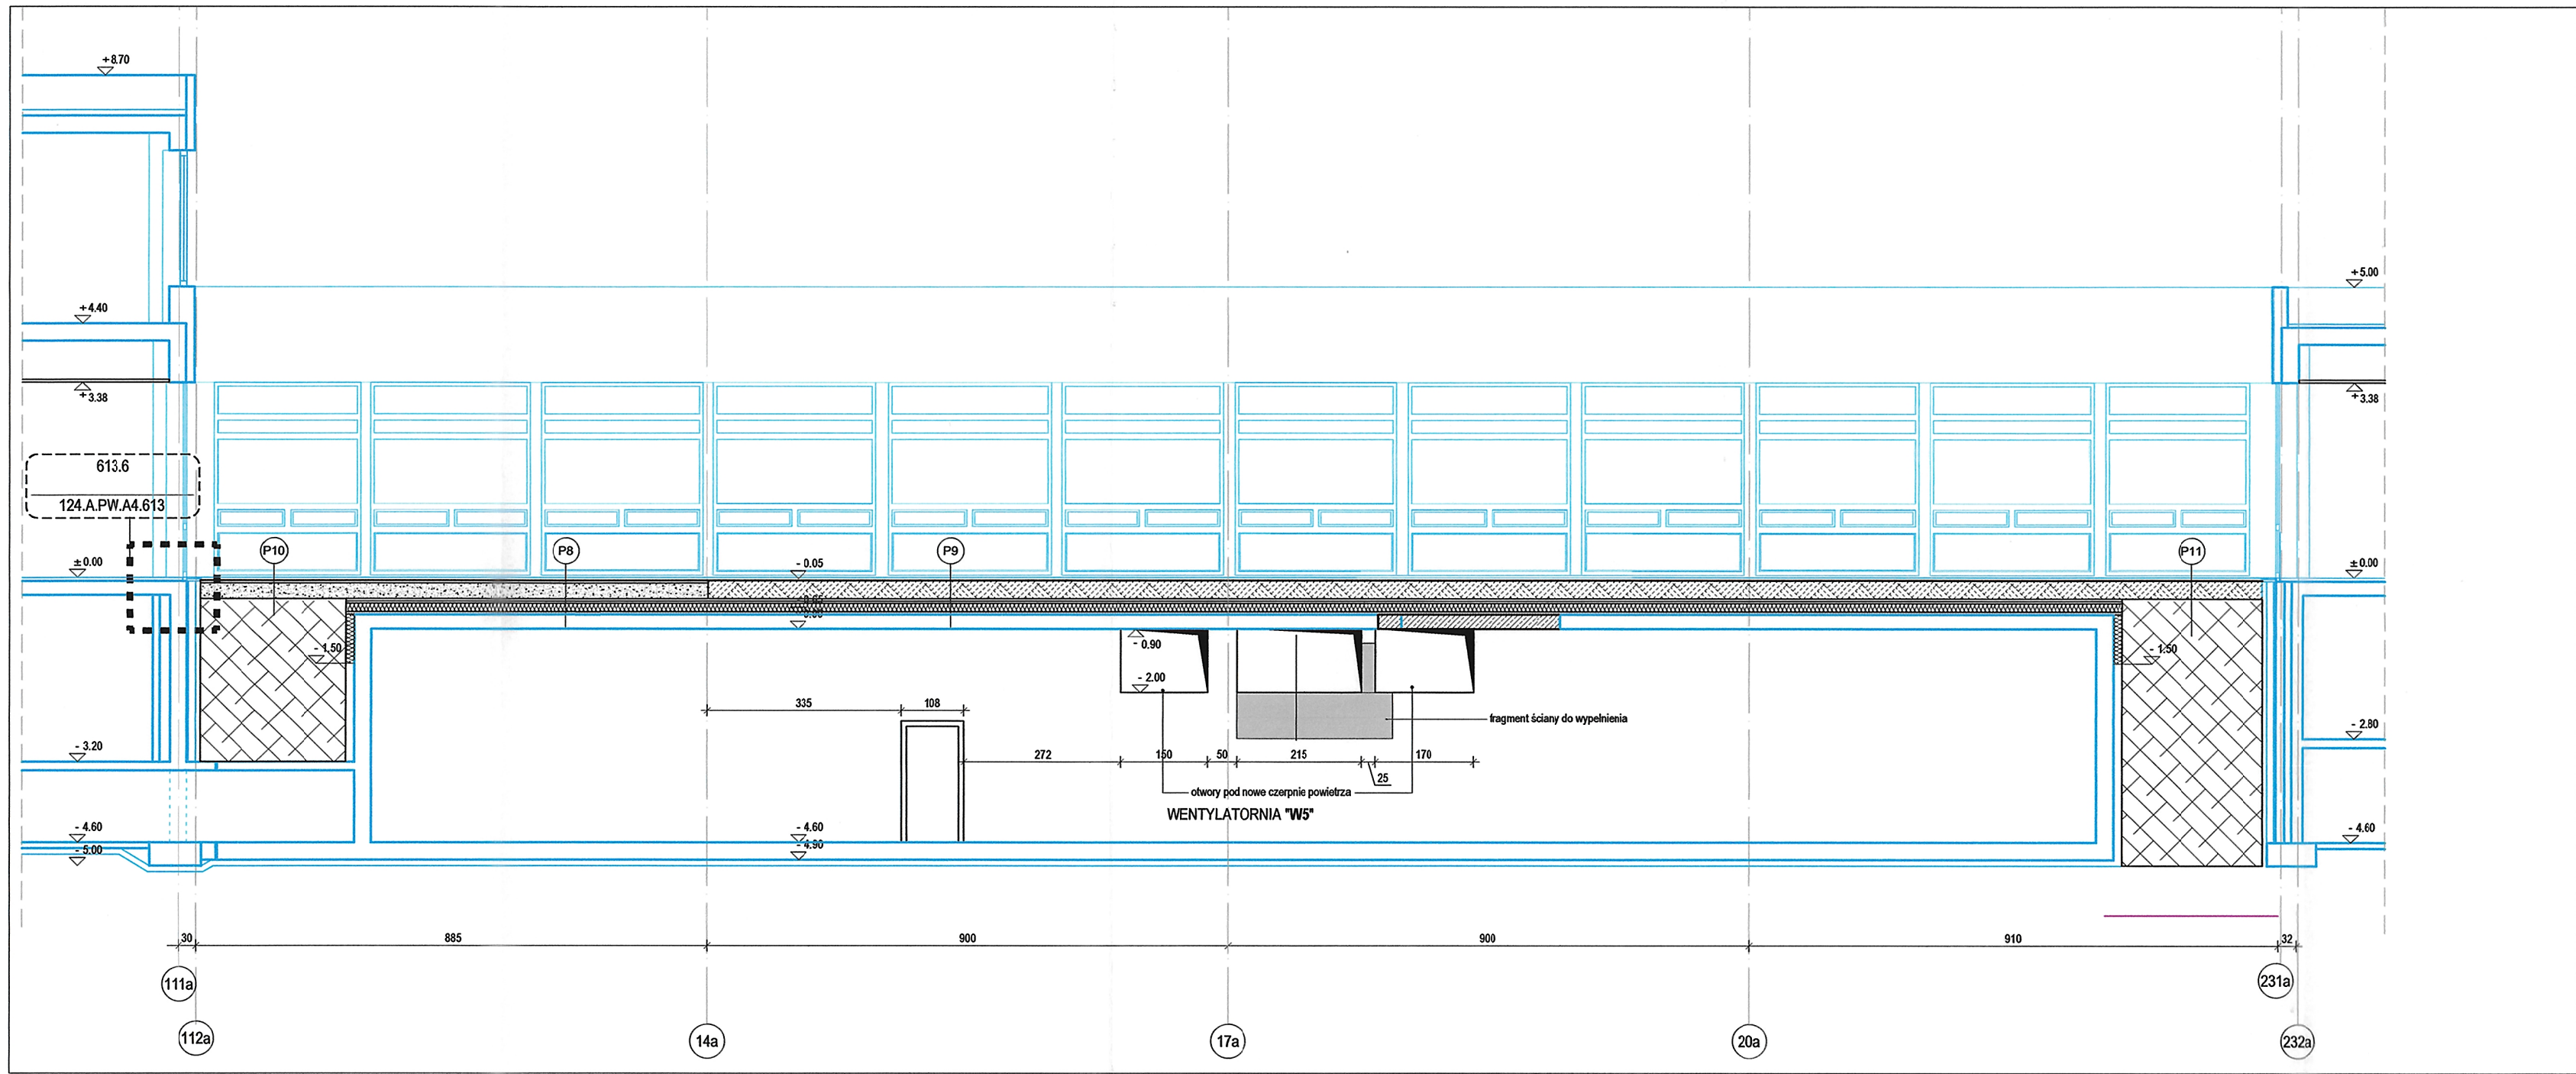 +8.70
+5.00
+4.40
+3.38
+3.38
613.6
124.A.PW.A4.613
P10
P8
P9
P11
±0.00
- 0.05
±0.00
- 1.50
- 0.90
- 1.50
- 2.00
335
108
fragment ściany do wypełnienia
- 2.80
- 3.20
272
150
50
215
170
25
otwory pod nowe czerpnie powietrza
WENTYLATORNIA "W5"
- 4.60
- 4.60
- 4.60
- 5.00
- 4.90
30
885
900
900
910
32
111a
231a
112a
14a
17a
20a
232a